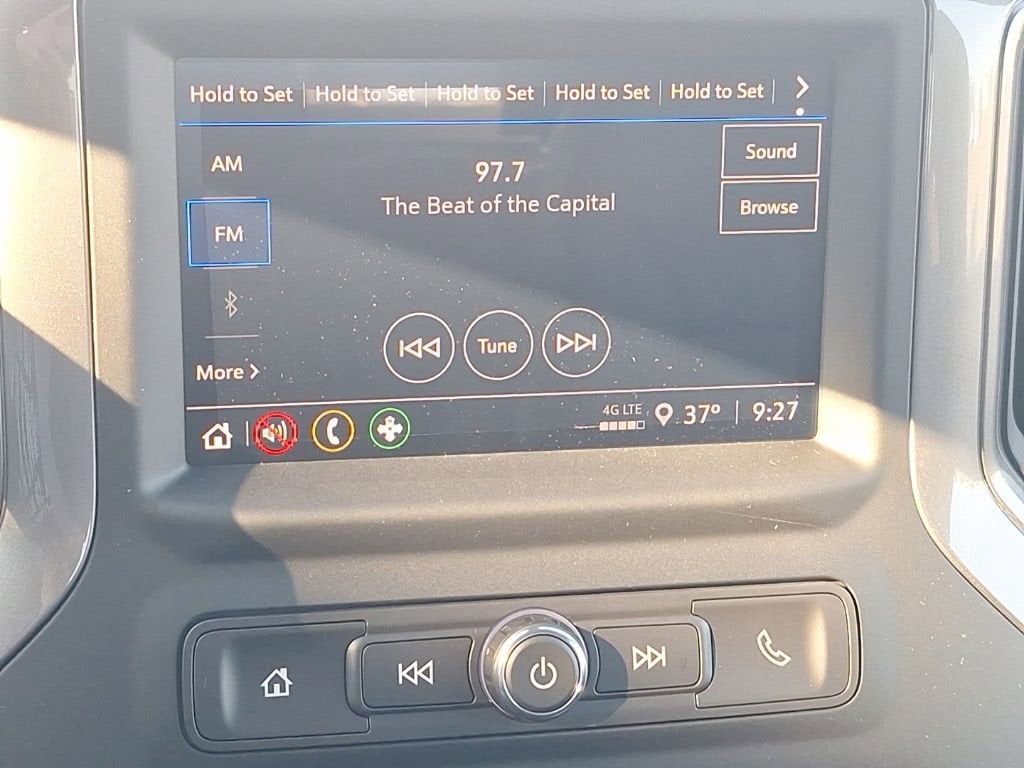 Hold to Set Hold to Set Hold to Set Hold to Set Hold to Set
AM
97.7
Sound
The Beat of the Capital
Browse
FM
Tune
More
4G LTE
37° 9:27